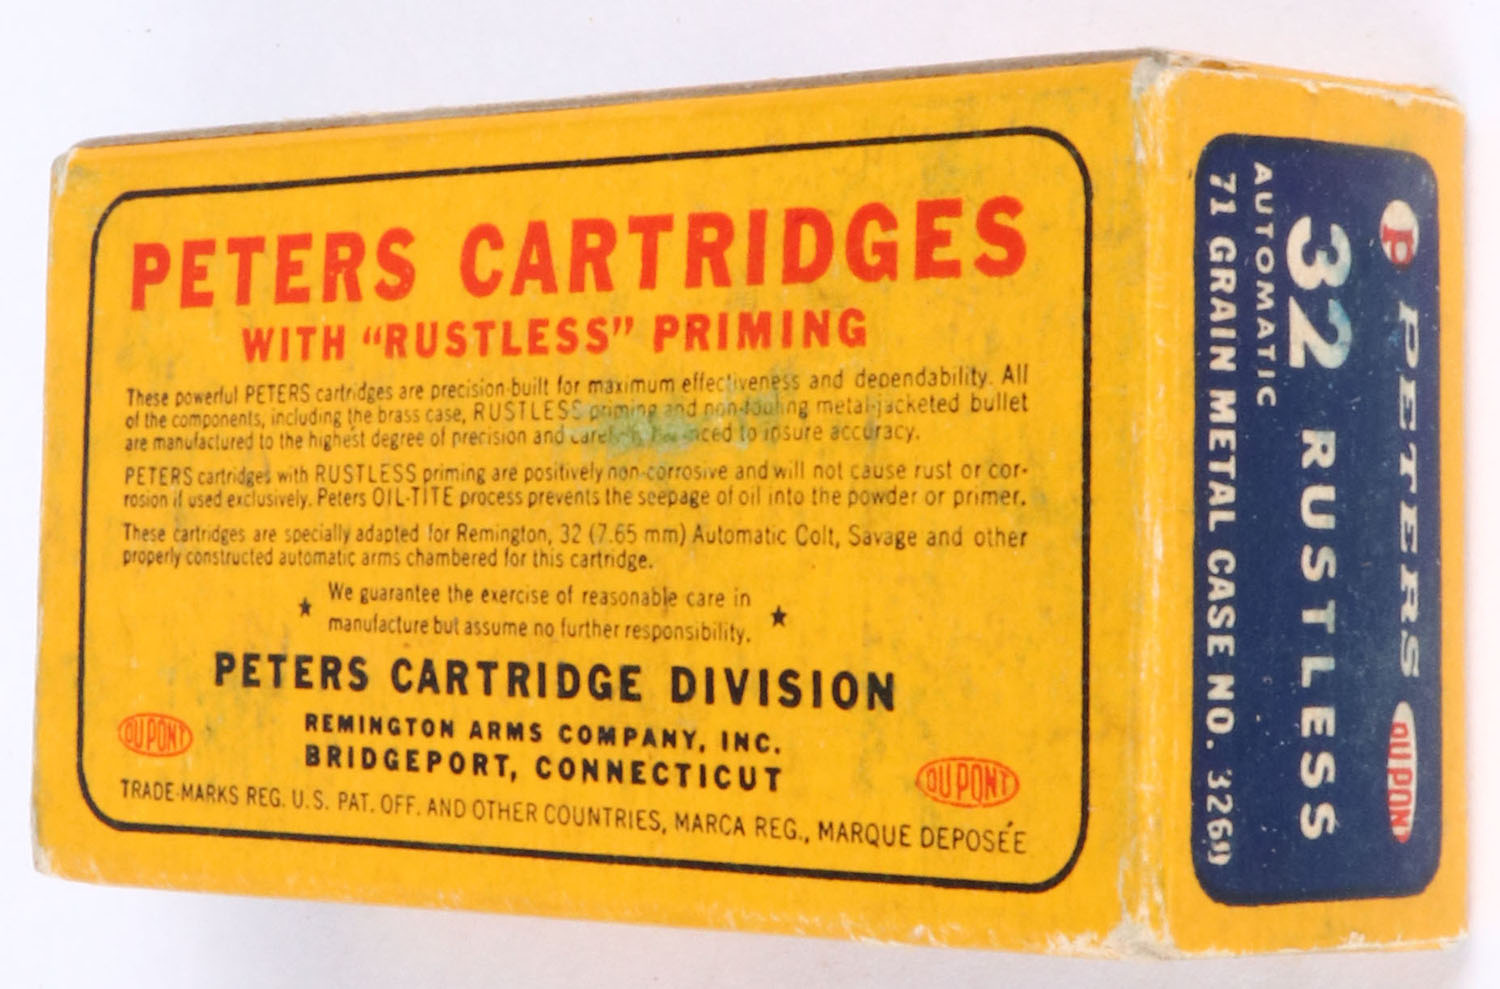 PETERS CARTRIDGES
WITH “RUSTLESS” PRIMING
These powerful PETERS cartridges are precision-built for maximum effectiveness and dependability. All
of the components, including the brass case, RUSTLESS priming and non-fouling metal-jacketed bullet
are manufactured to the highest degree of precision and carefully balanced to insure accuracy.
PETERS cartridges with RUSTLESS priming are positively non-corrosive and will not cause rust or cor-
rosion if used exclusively. Peters OIL-TITE process prevents the seepage of oil into the powder or primer.
These cartridges are specially adapted for Remington, 32 (7.65 mm) Automatic Colt, Savage and other
properly constructed automatic arms chambered for this cartridge.
★ We guarantee the exercise of reasonable care in
manufacture but assume no further responsibility. ★
PETERS CARTRIDGE DIVISION
REMINGTON ARMS COMPANY, INC.
BRIDGEPORT, CONNECTICUT
DU PONT
DU PONT
TRADE-MARKS REG. U.S. PAT. OFF. AND OTHER COUNTRIES, MARCA REG., MARQUE DEPOSÉE
P PETERS DU PONT
32 RUSTLESS
AUTOMATIC
71 GRAIN METAL CASE NO. 3269